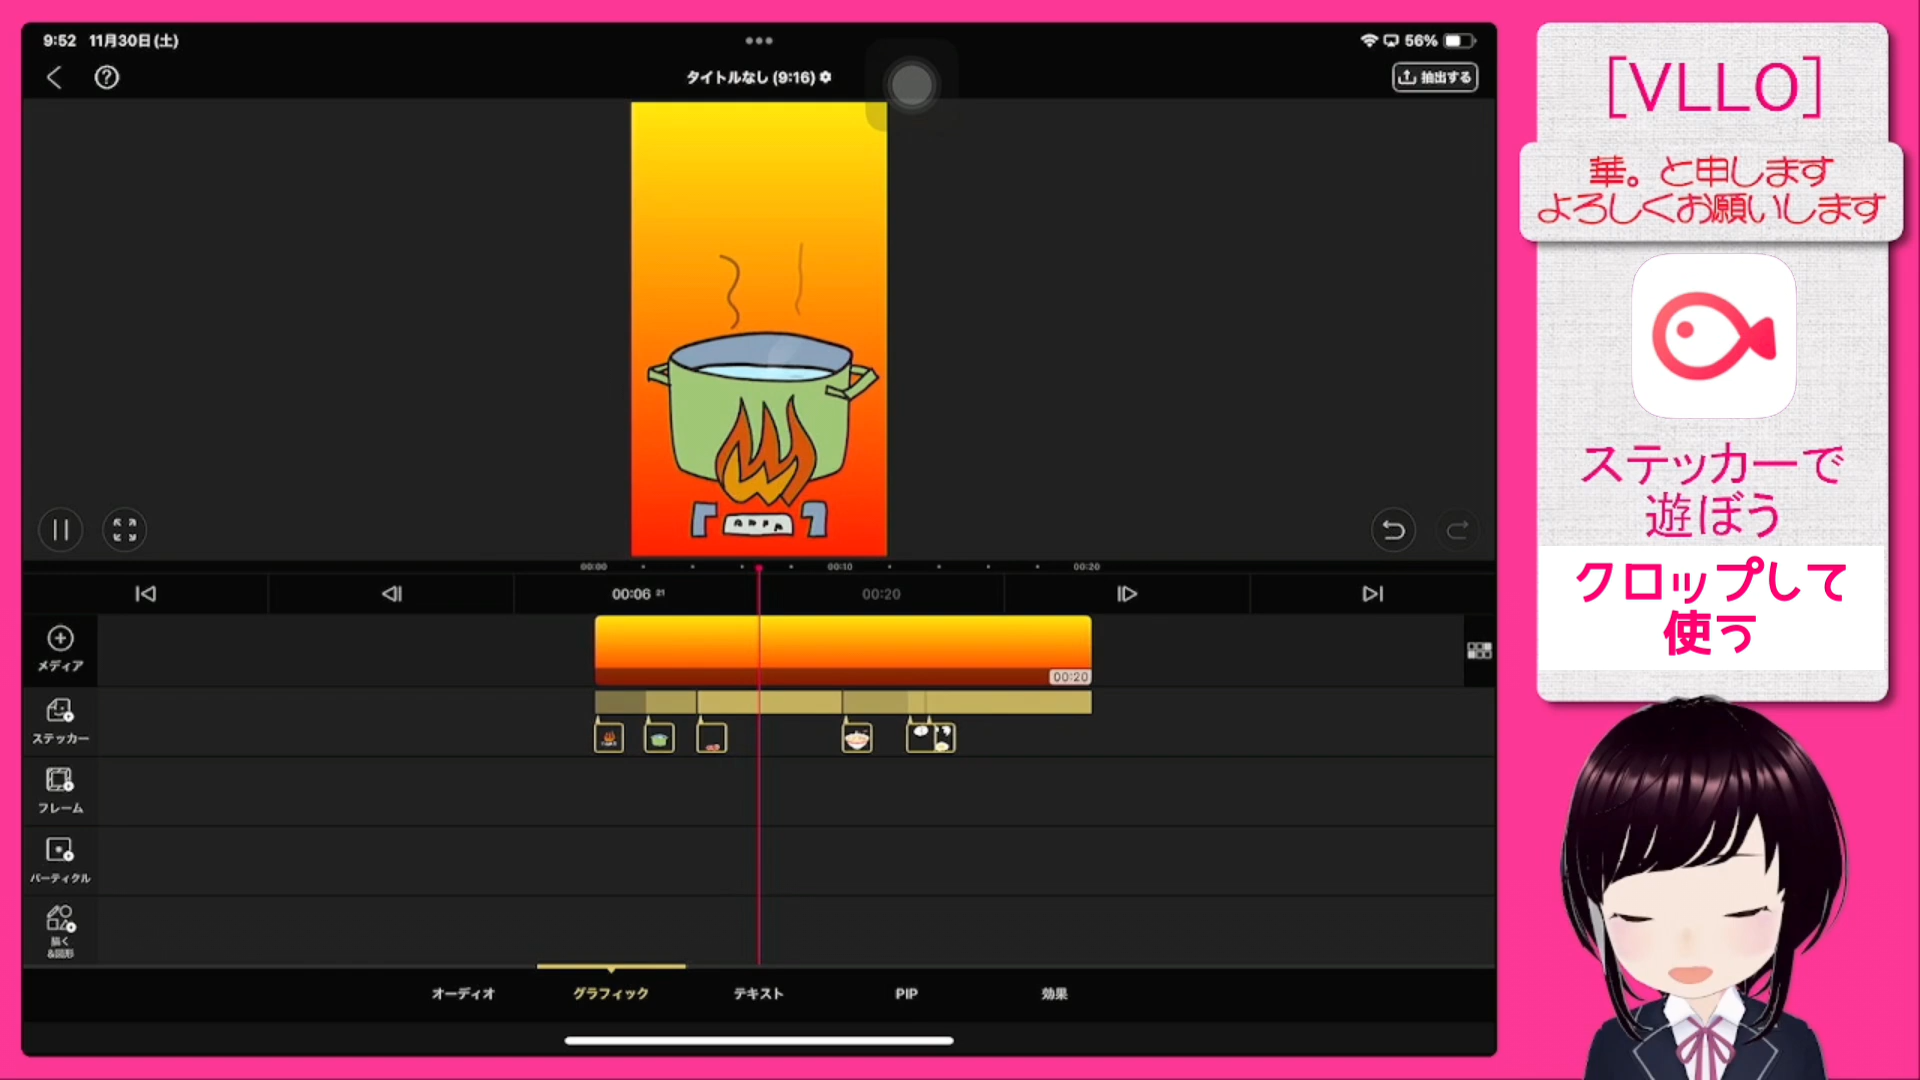 9:52 11月30日(土)
56%
タイトルなし (9:16)
抽出する
00:00
00:10
00:20
00:06 21
00:20
メディア
00:20
ステッカー
フレーム
パーティクル
描く
&図形
オーディオ
グラフィック
テキスト
PIP
効果
[VLLO]
華。と申します
よろしくお願いします
ステッカーで
遊ぼう
クロップして
使う